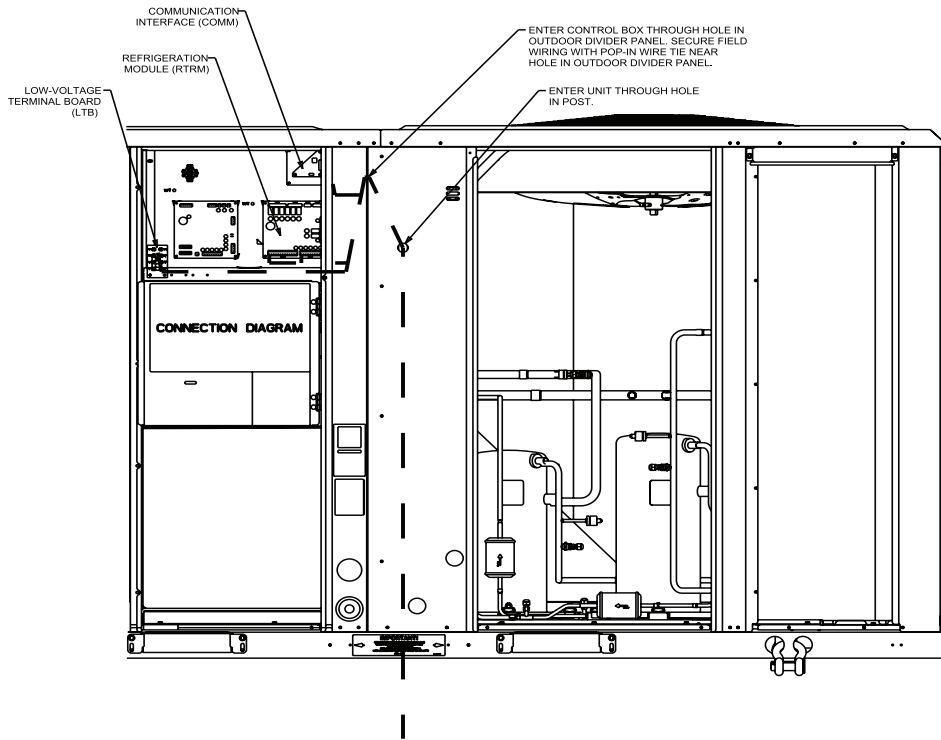 COMMUNICATION
INTERFACE (COMM)
ENTER CONTROL BOX THROUGH HOLE IN
OUTDOOR DIVIDER PANEL. SECURE FIELD
WIRING WITH POP-IN WIRE TIE NEAR
HOLE IN OUTDOOR DIVIDER PANEL.
REFRIGERATION
MODULE (RTRM)
LOW-VOLTAGE
TERMINAL BOARD
(LTB)
ENTER UNIT THROUGH HOLE
IN POST.
CONNECTION DIAGRAM
IMPORTANT!